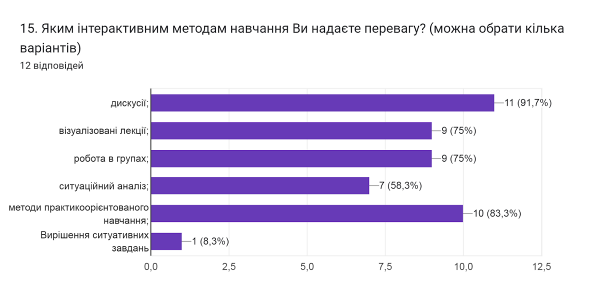 15. Яким інтерактивним методам навчання Ви надаєте перевагу? (можна обрати кілька
варіантів)
12 відповідей
дискусії;
11 (91,7%)
візуалізовані лекції;
9 (75%)
робота в групах;
9 (75%)
ситуаційний аналіз;
7 (58,3%)
методи практикоорієнтованого
навчання;
10 (83,3%)
Вирішення ситуативних
завдань
1 (8,3%)
0,0 2,5 5,0 7,5 10,0 12,5